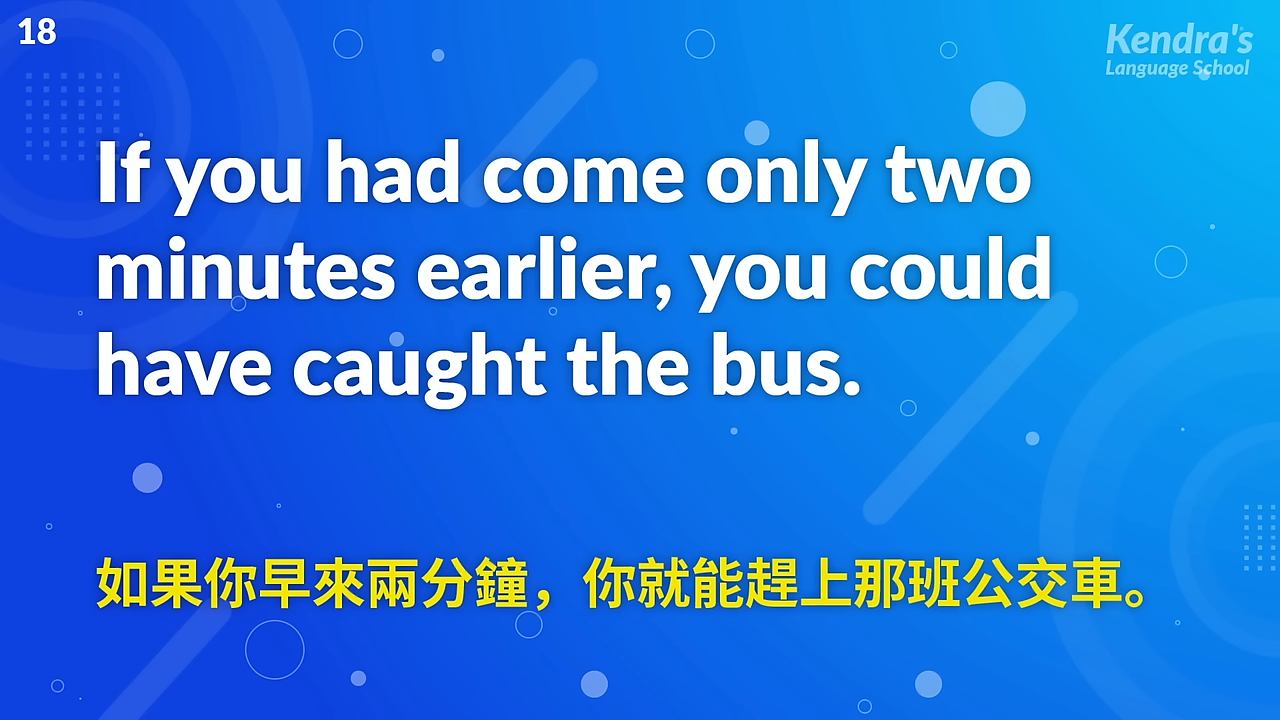 18
Kendra's
Language School
If you had come only two
minutes earlier, you could
have caught the bus.
如果你早來兩分鐘，你就能趕上那班公交車。